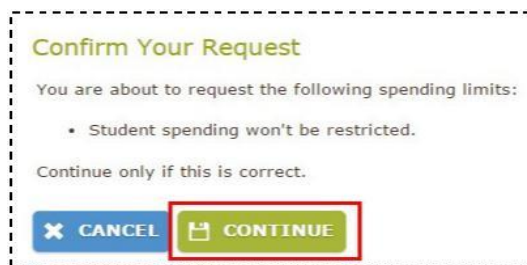 Confirm Your Request
You are about to request the following spending limits:
• Student spending won't be restricted.
Continue only if this is correct.
CANCEL CONTINUE